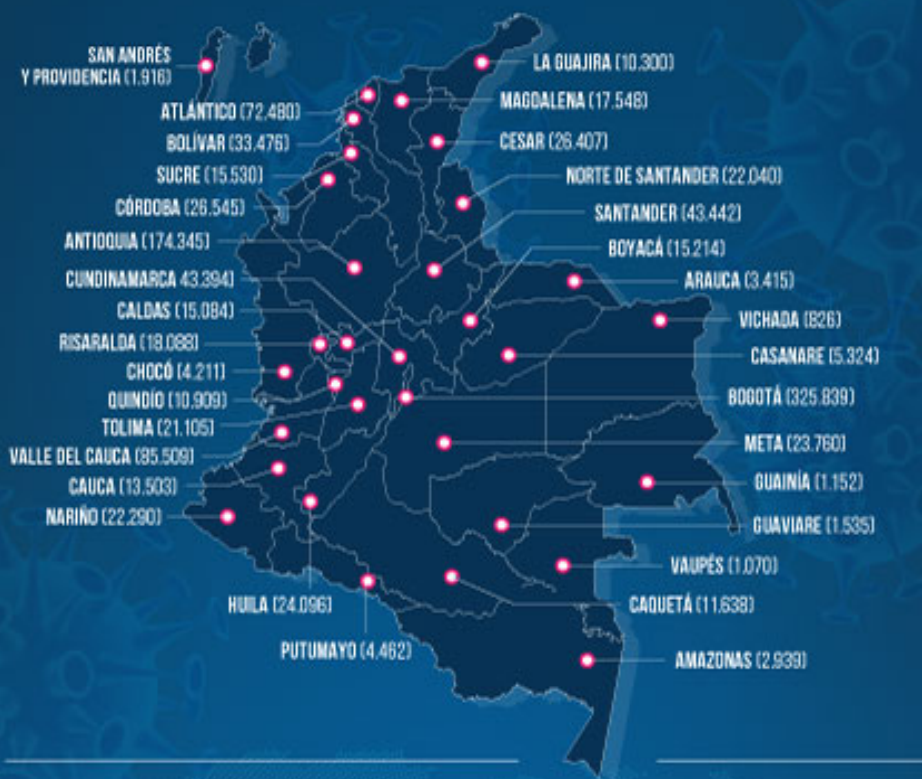 SAN ANDRÉS
Y PROVIDENCIA (1.916)
ATLÁNTICO (72.480)
BOLÍVAR (33.476)
SUCRE (15.530)
CÓRDOBA (26.545)
ANTIOQUIA (174.345)
CUNDINAMARCA 43.394)
CALDAS (15.084)
RISARALDA (18.088)
CHOCÓ (4.211)
QUINDÍO (10.909)
TOLIMA (21.105)
VALLE DEL CAUCA (85.509)
CAUCA (13.503)
NARIÑO (22.290)
HUILA (24.096)
PUTUMAYO (4.462)
LA GUAJIRA (10.300)
MAGDALENA (17.548)
CESAR (26.407)
NORTE DE SANTANDER (22.040)
SANTANDER (43.442)
BOYACÁ (15.214)
ARAUCA (3.415)
VICHADA (826)
CASANARE (5.324)
BOGOTÁ (325.839)
META (23.760)
GUAINÍA (1.152)
GUAVIARE (1.535)
VAUPÉS (1.070)
CAQUETÁ (11.638)
AMAZONAS (2.939)